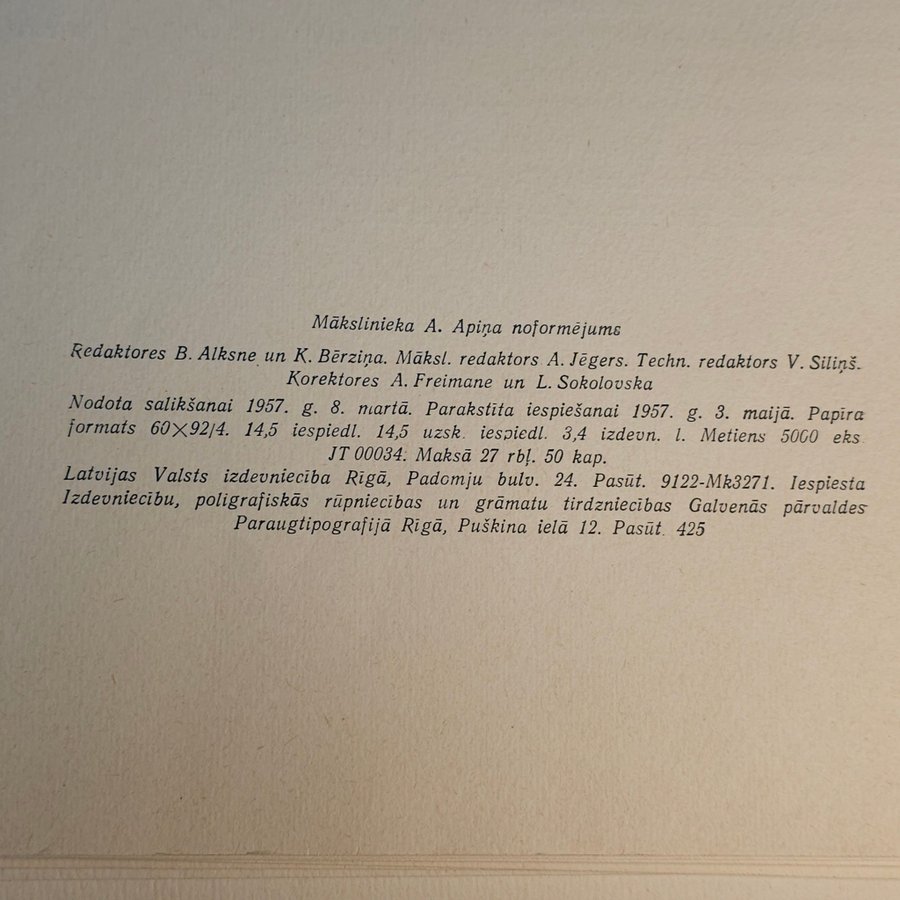 Mākslinieka A. Apiņa noformējums
Redaktores B. Alksne un K. Bērziņa. Māksl. redaktors A. Jēgers. Techn. redaktors V. Siliņš.
Korektores A. Freimane un L. Sokolovska
Nodota salikšanai 1957. g. 8. martā. Parakstīta iespiešanai 1957. g. 3. maijā. Papīra
formats 60×92/4. 14,5 iespiedl. 14,5 uzsk. iespiedl. 3,4 izdevn. l. Metiens 5000 eks.
JT 00034. Maksā 27 rbļ. 50 kap.
Latvijas Valsts izdevniecība Rīgā, Padomju bulv. 24. Pasūt. 9122-Mk3271. Iespiesta
Izdevniecību, poligrafiskās rūpniecības un grāmatu tirdzniecības Galvenās pārvaldes
Paraugtipografijā Rīgā, Puškina ielā 12. Pasūt. 425